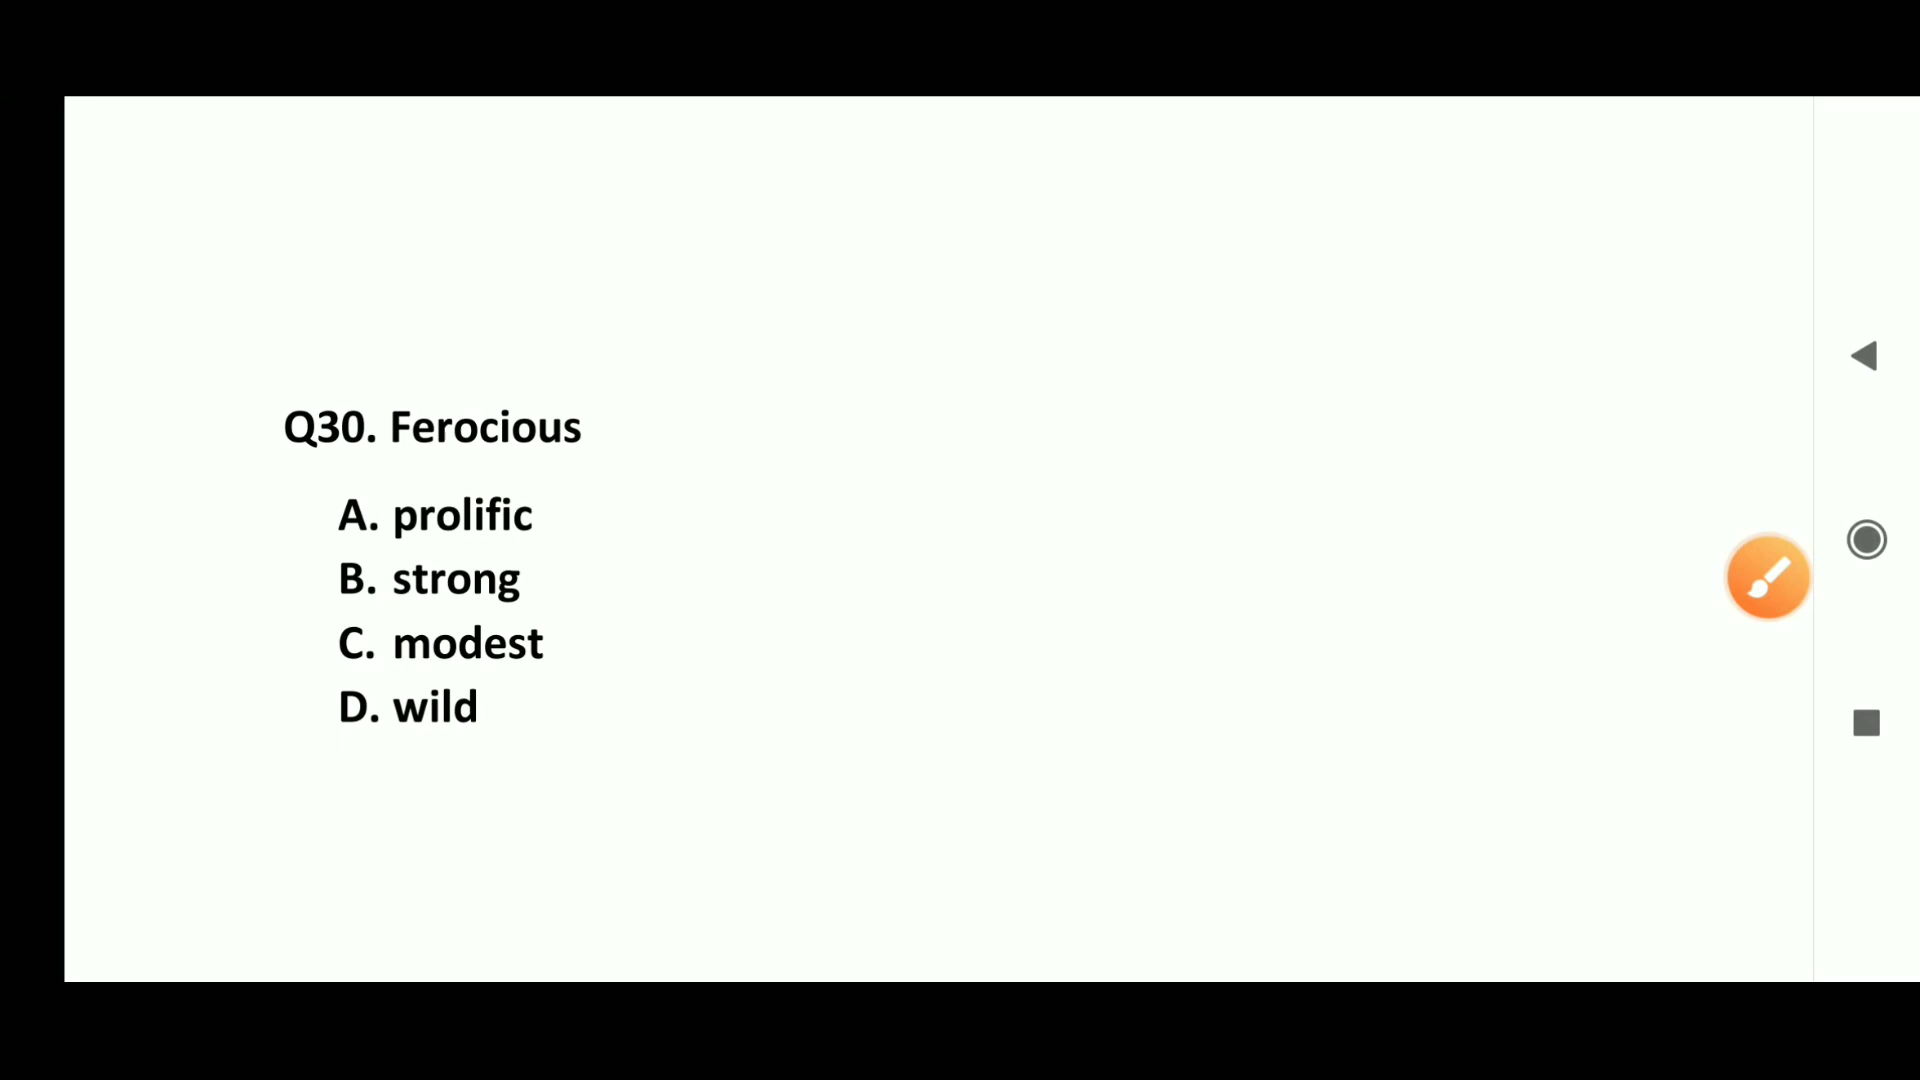 Q30. Ferocious
A. prolific
B. strong
C. modest
D. wild